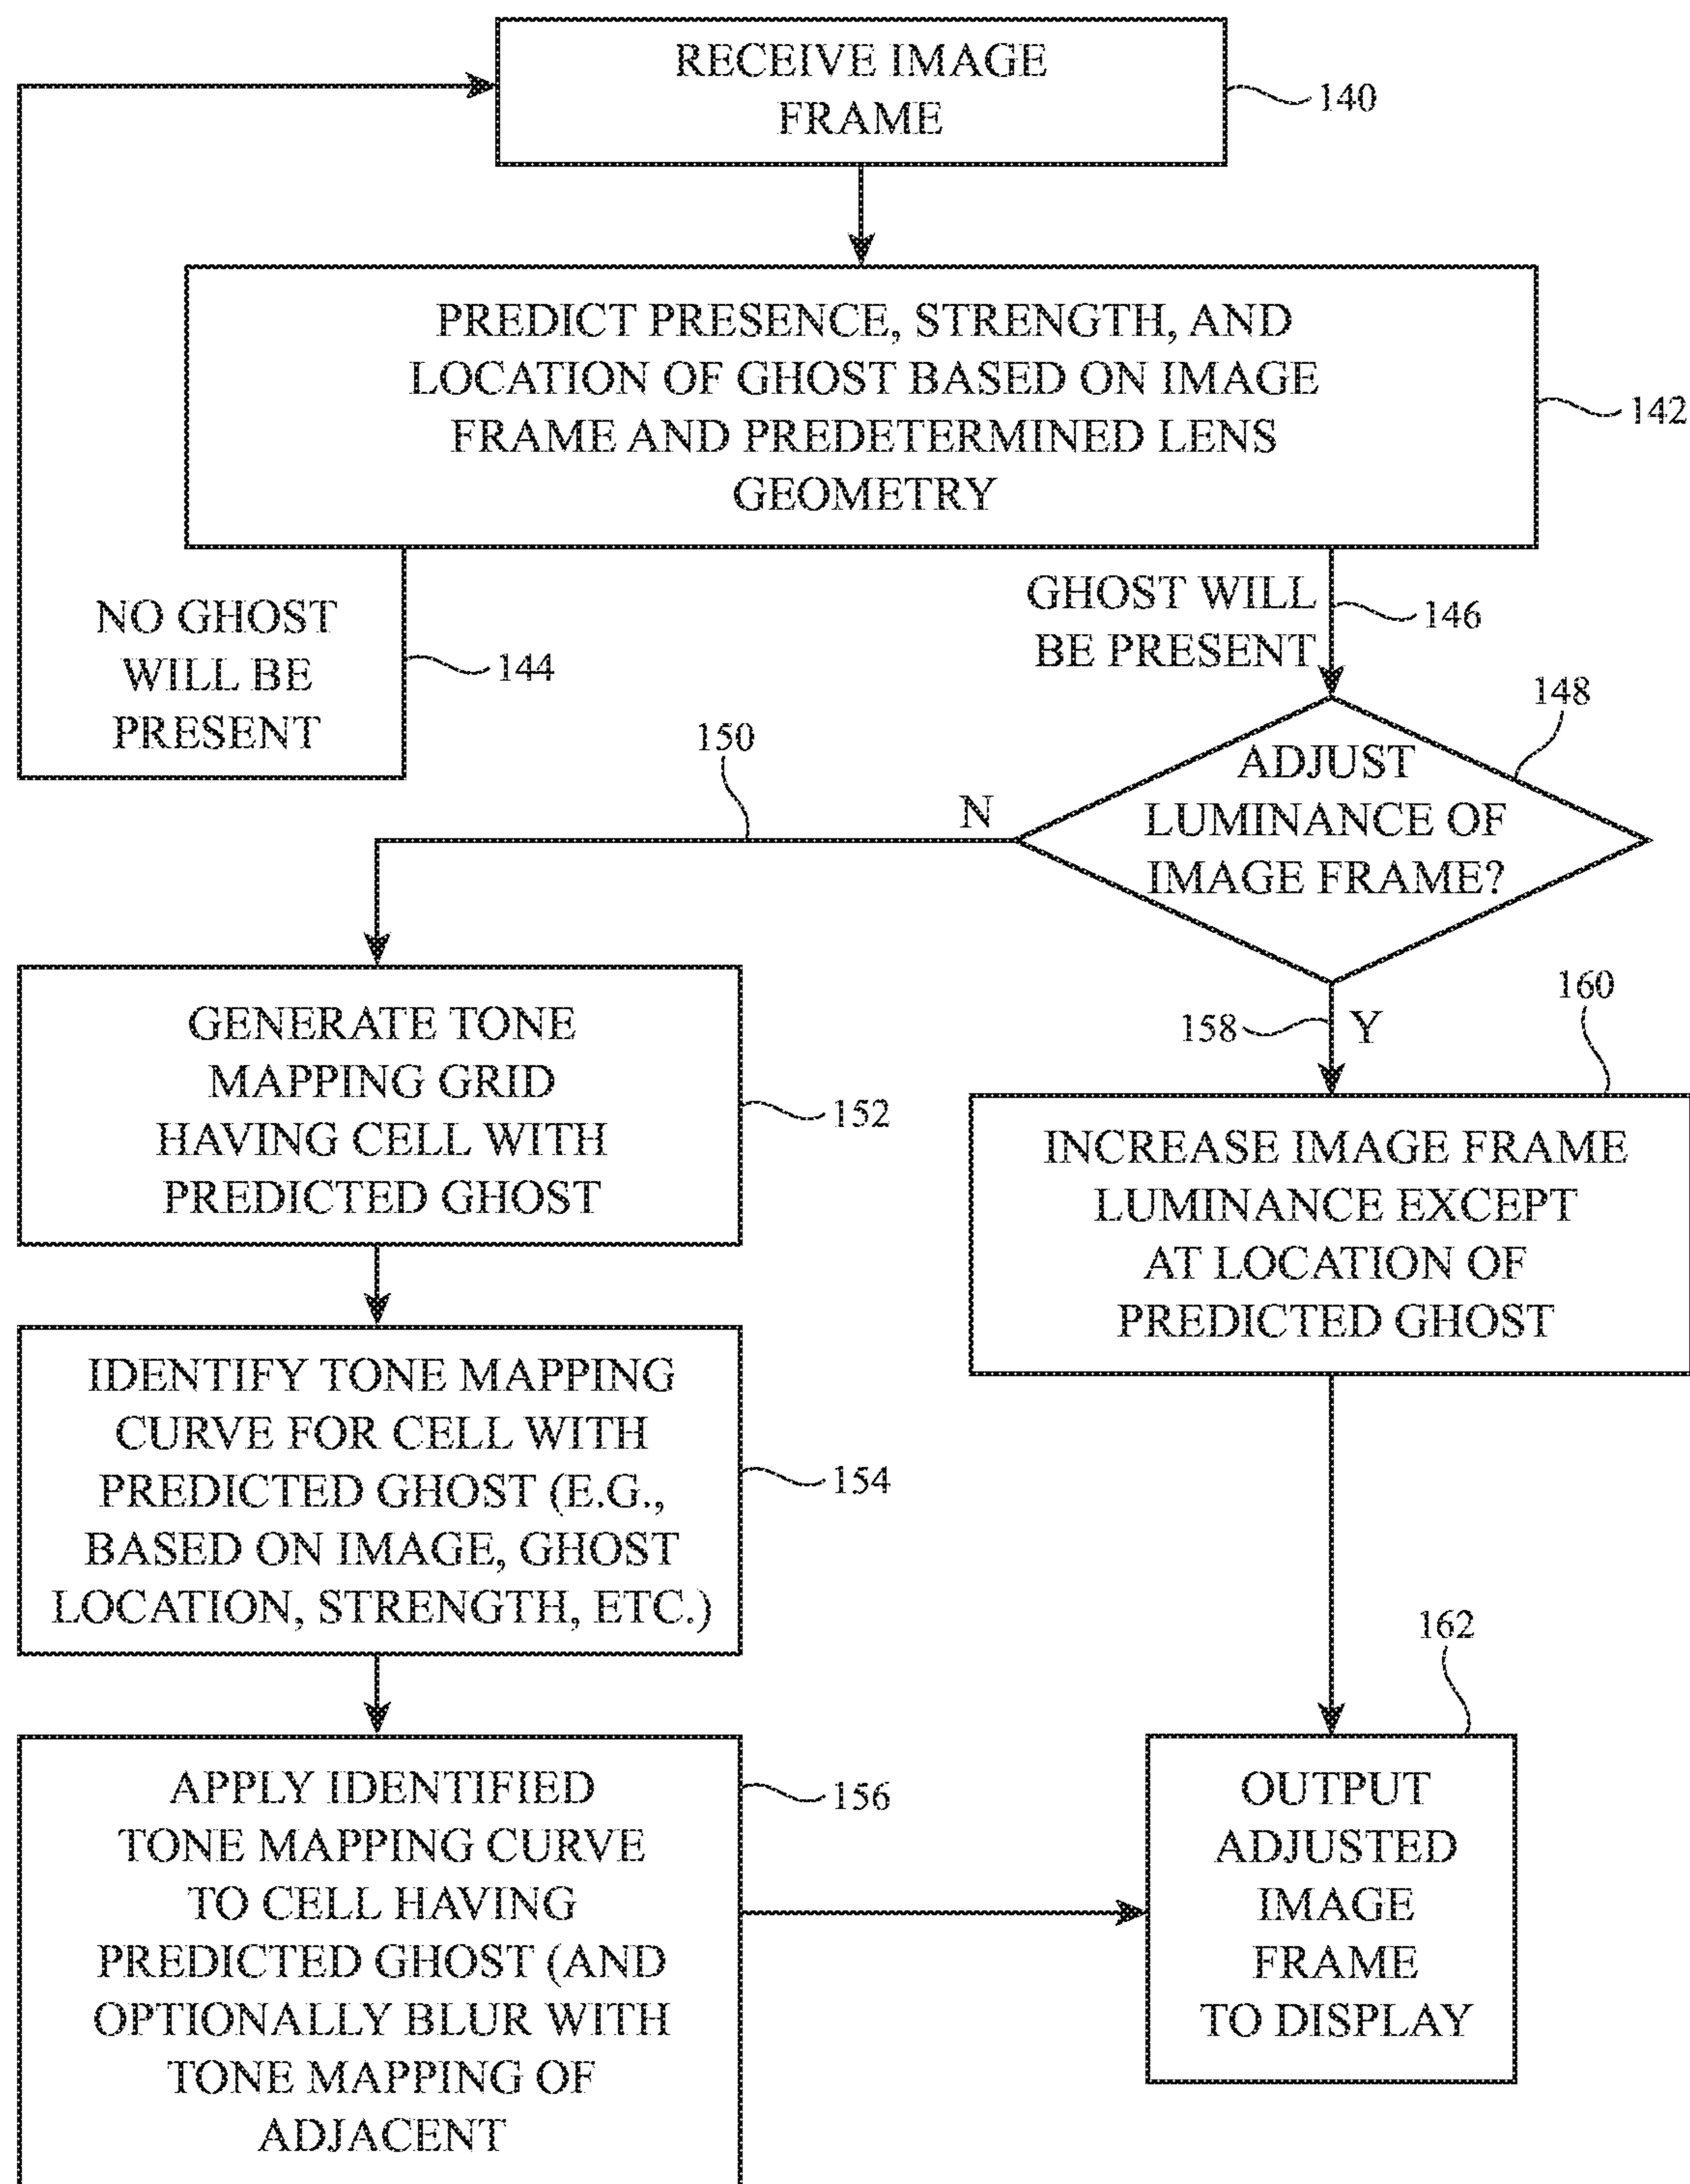 RECEIVE IMAGE
FRAME
140
PREDICT PRESENCE, STRENGTH, AND
LOCATION OF GHOST BASED ON IMAGE
FRAME AND PREDETERMINED LENS
GEOMETRY
142
NO GHOST
WILL BE
PRESENT
144
GHOST WILL
BE PRESENT
146
148
ADJUST
LUMINANCE OF
IMAGE FRAME?
N
150
GENERATE TONE
MAPPING GRID
HAVING CELL WITH
PREDICTED GHOST
152
158
Y
160
INCREASE IMAGE FRAME
LUMINANCE EXCEPT
AT LOCATION OF
PREDICTED GHOST
IDENTIFY TONE MAPPING
CURVE FOR CELL WITH
PREDICTED GHOST (E.G.,
BASED ON IMAGE, GHOST
LOCATION, STRENGTH, ETC.)
154
APPLY IDENTIFIED
TONE MAPPING CURVE
TO CELL HAVING
PREDICTED GHOST (AND
OPTIONALLY BLUR WITH
TONE MAPPING OF
ADJACENT
156
162
OUTPUT
ADJUSTED
IMAGE
FRAME
TO DISPLAY